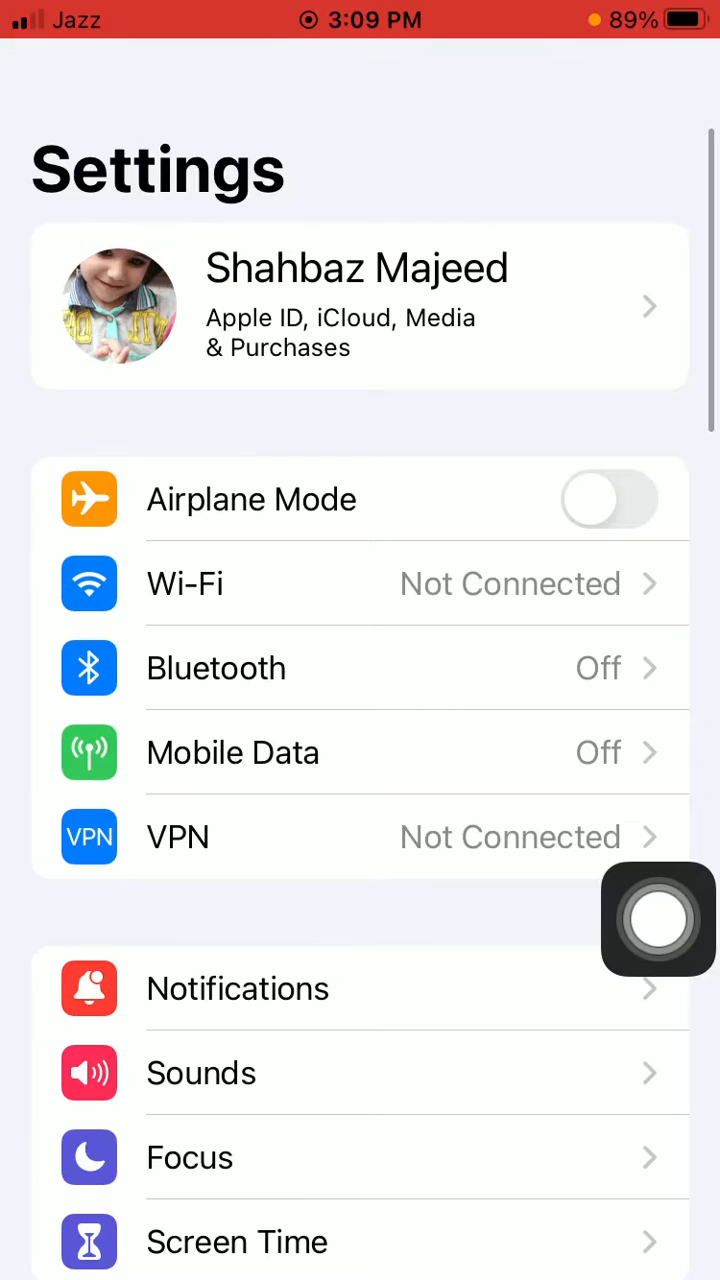 Jazz 3:09 PM 89%
Settings
Shahbaz Majeed
Apple ID, iCloud, Media
& Purchases
Airplane Mode
Wi-Fi Not Connected
Bluetooth Off
Mobile Data Off
VPN VPN Not Connected
Notifications
Sounds
Focus
Screen Time